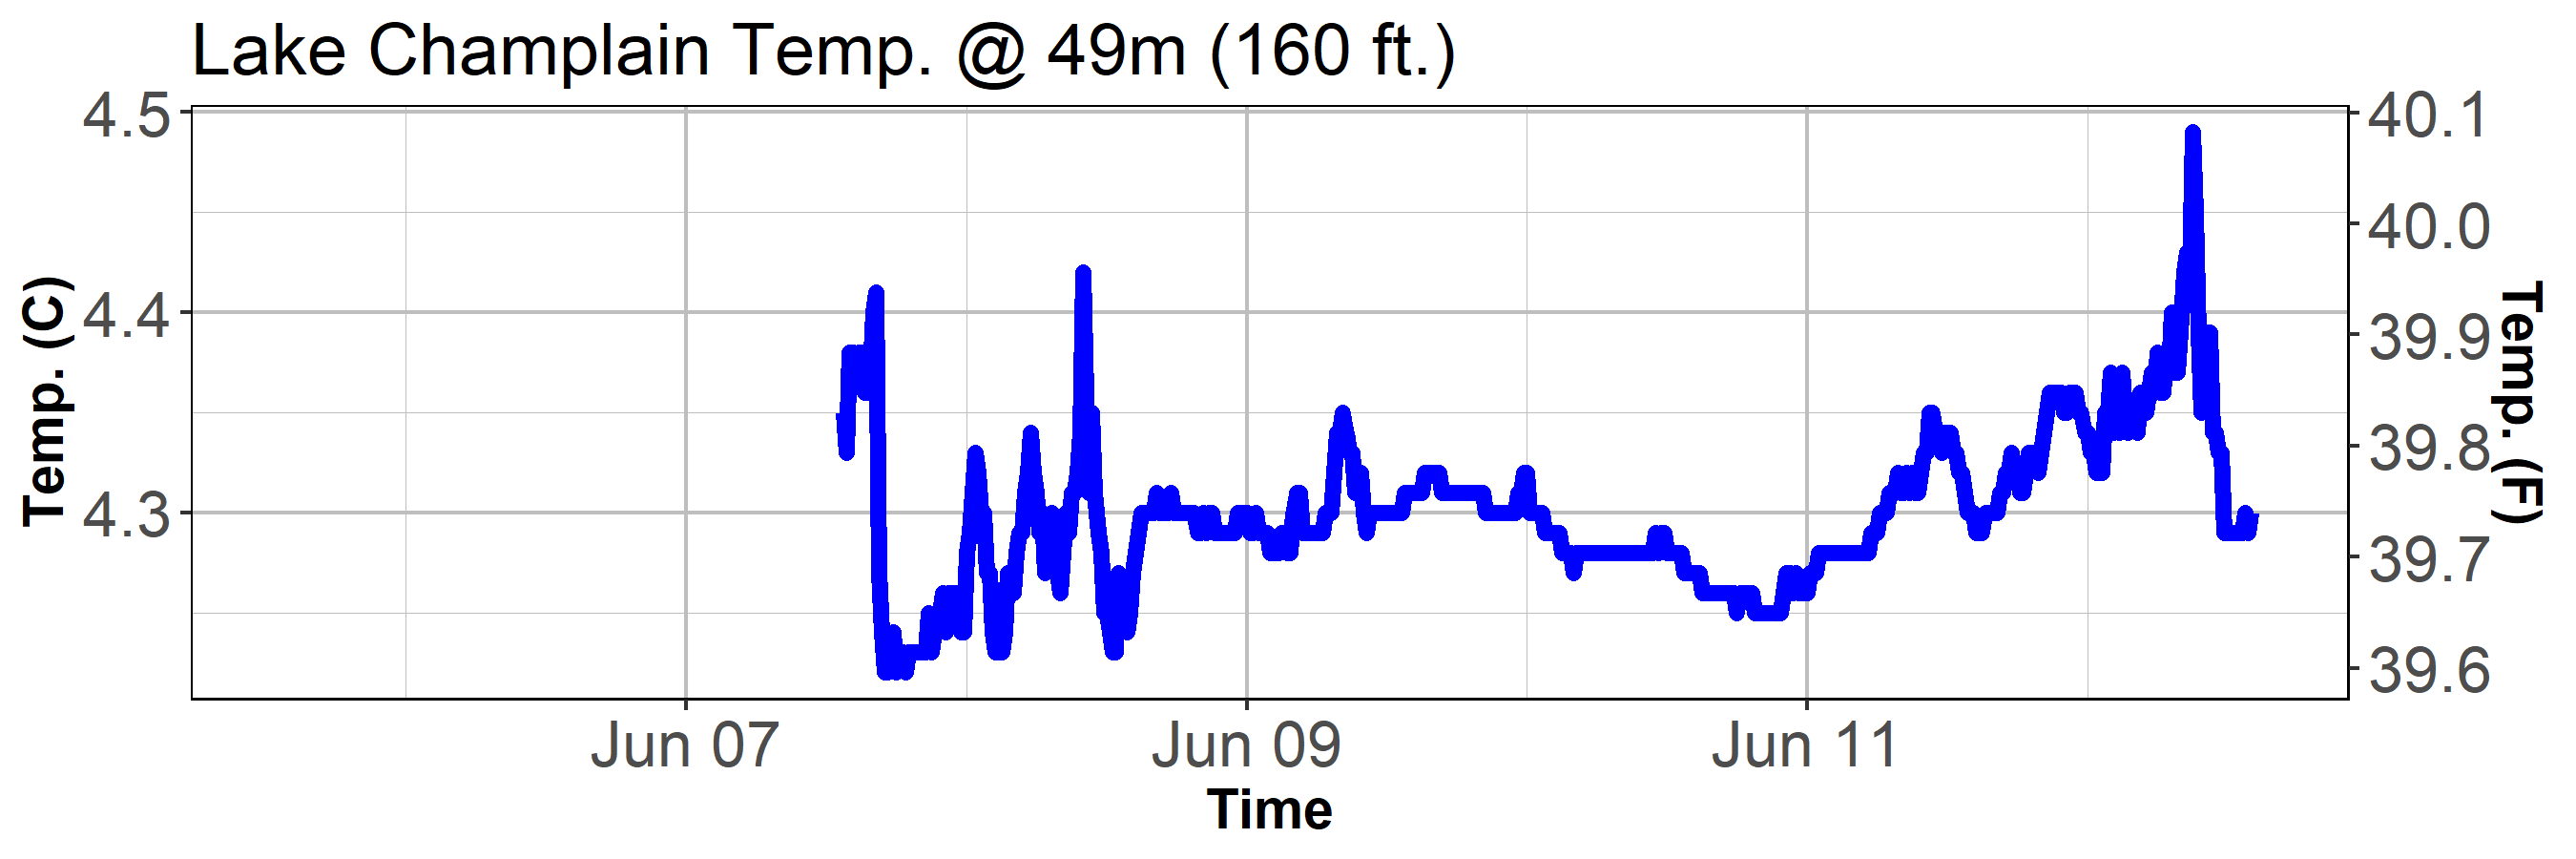 Lake Champlain Temp. @ 49m (160 ft.)
4.5
4.4
4.3
Temp. (C)
40.1
40.0
39.9
39.8
39.7
39.6
Temp. (F)
Jun 07 Jun 09 Jun 11
Time